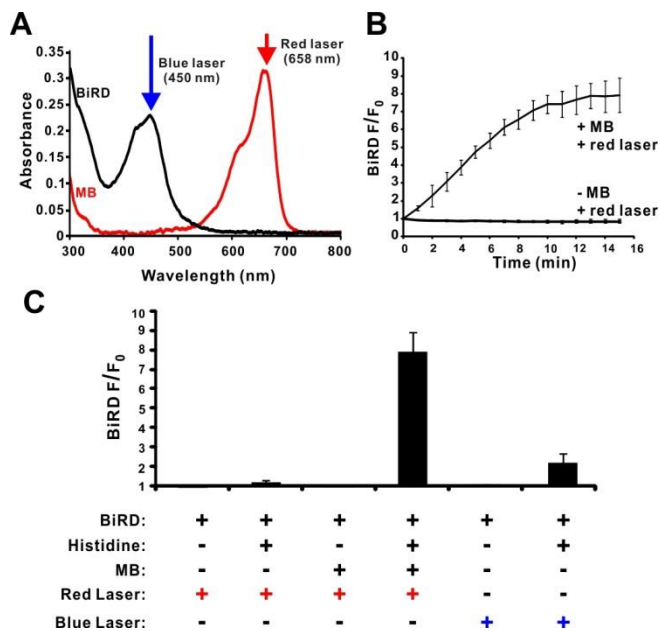 A
Blue laser
(450 nm)
Red laser
(658 nm)
BiRD
MB
Absorbance
0.35
0.3
0.25
0.2
0.15
0.1
0.05
0
300 400 500 600 700 800
Wavelength (nm)
B
BiRD F/F0
10
9
8
7
6
5
4
3
2
1
0
+ MB
+ red laser
- MB
+ red laser
0 2 4 6 8 10 12 14 16
Time (min)
C
BiRD F/F0
9
8
7
6
5
4
3
2
1
BiRD: + + + + + +
Histidine: - + - + - +
MB: - - + + - -
Red Laser: + + + + - -
Blue Laser: - - - - + +